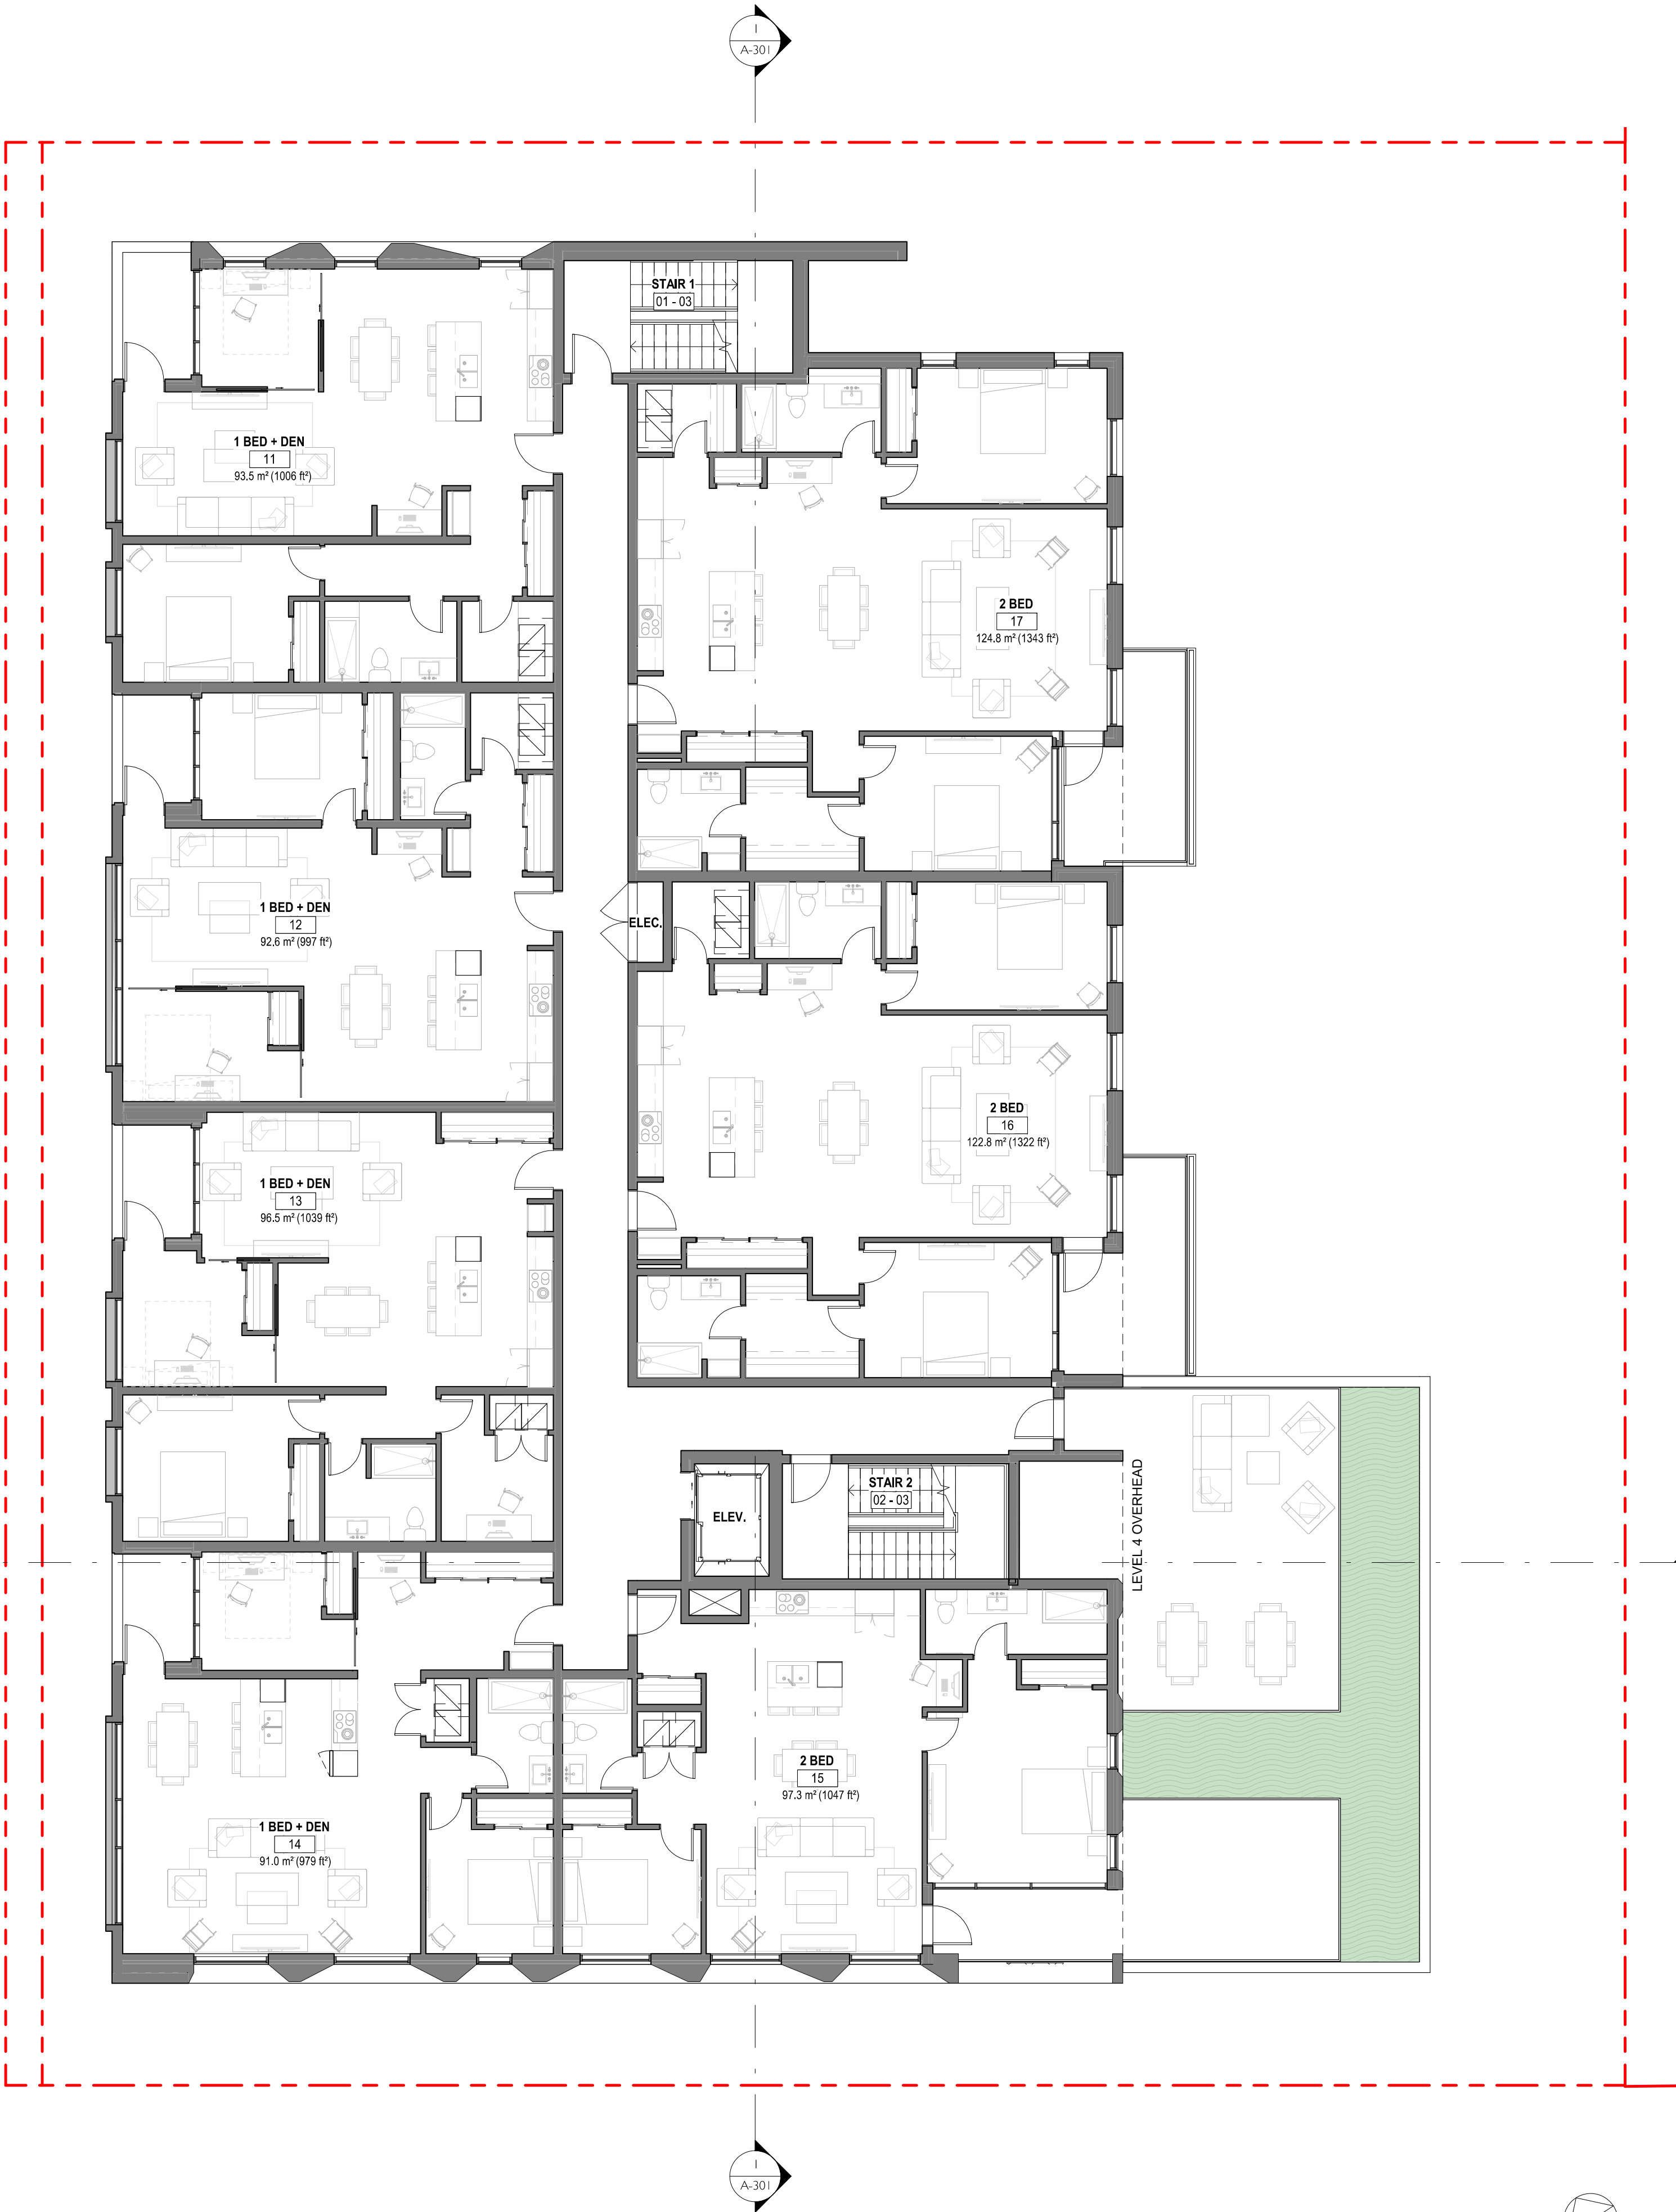 1
A-301
STAIR 1
01 - 03
1 BED + DEN
11
93.5 m² (1006 ft²)
2 BED
17
124.8 m² (1343 ft²)
1 BED + DEN
12
92.6 m² (997 ft²)
ELEC.
2 BED
16
122.8 m² (1322 ft²)
1 BED + DEN
13
96.5 m² (1039 ft²)
STAIR 2
02 - 03
ELEV.
LEVEL 4 OVERHEAD
2 BED
15
97.3 m² (1047 ft²)
1 BED + DEN
14
91.0 m² (979 ft²)
1
A-301